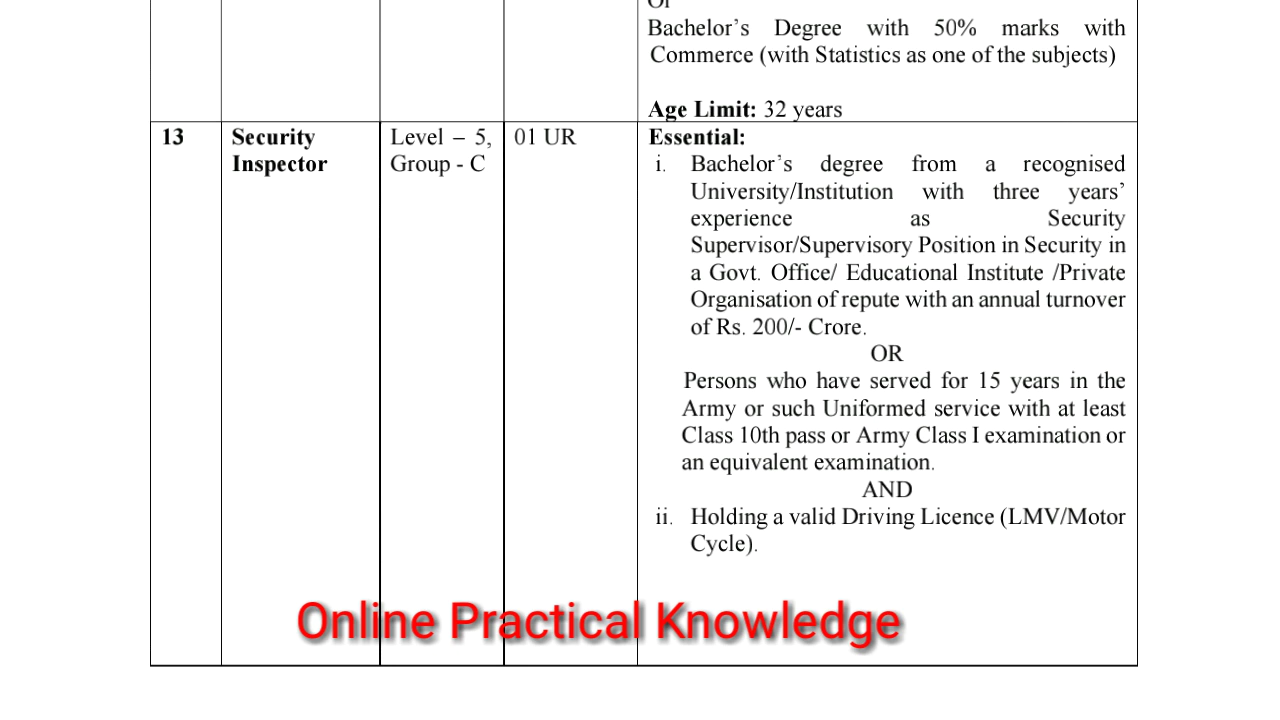 Or
Bachelor’s Degree with 50% marks with
Commerce (with Statistics as one of the subjects)
Age Limit: 32 years
13
Security
Inspector
Level – 5,
Group - C
01 UR
Essential:
i. Bachelor’s degree from a recognised
University/Institution with three years’
experience as Security
Supervisor/Supervisory Position in Security in
a Govt. Office/ Educational Institute /Private
Organisation of repute with an annual turnover
of Rs. 200/- Crore.
OR
Persons who have served for 15 years in the
Army or such Uniformed service with at least
Class 10th pass or Army Class I examination or
an equivalent examination.
AND
ii. Holding a valid Driving Licence (LMV/Motor
Cycle).
Online Practical Knowledge